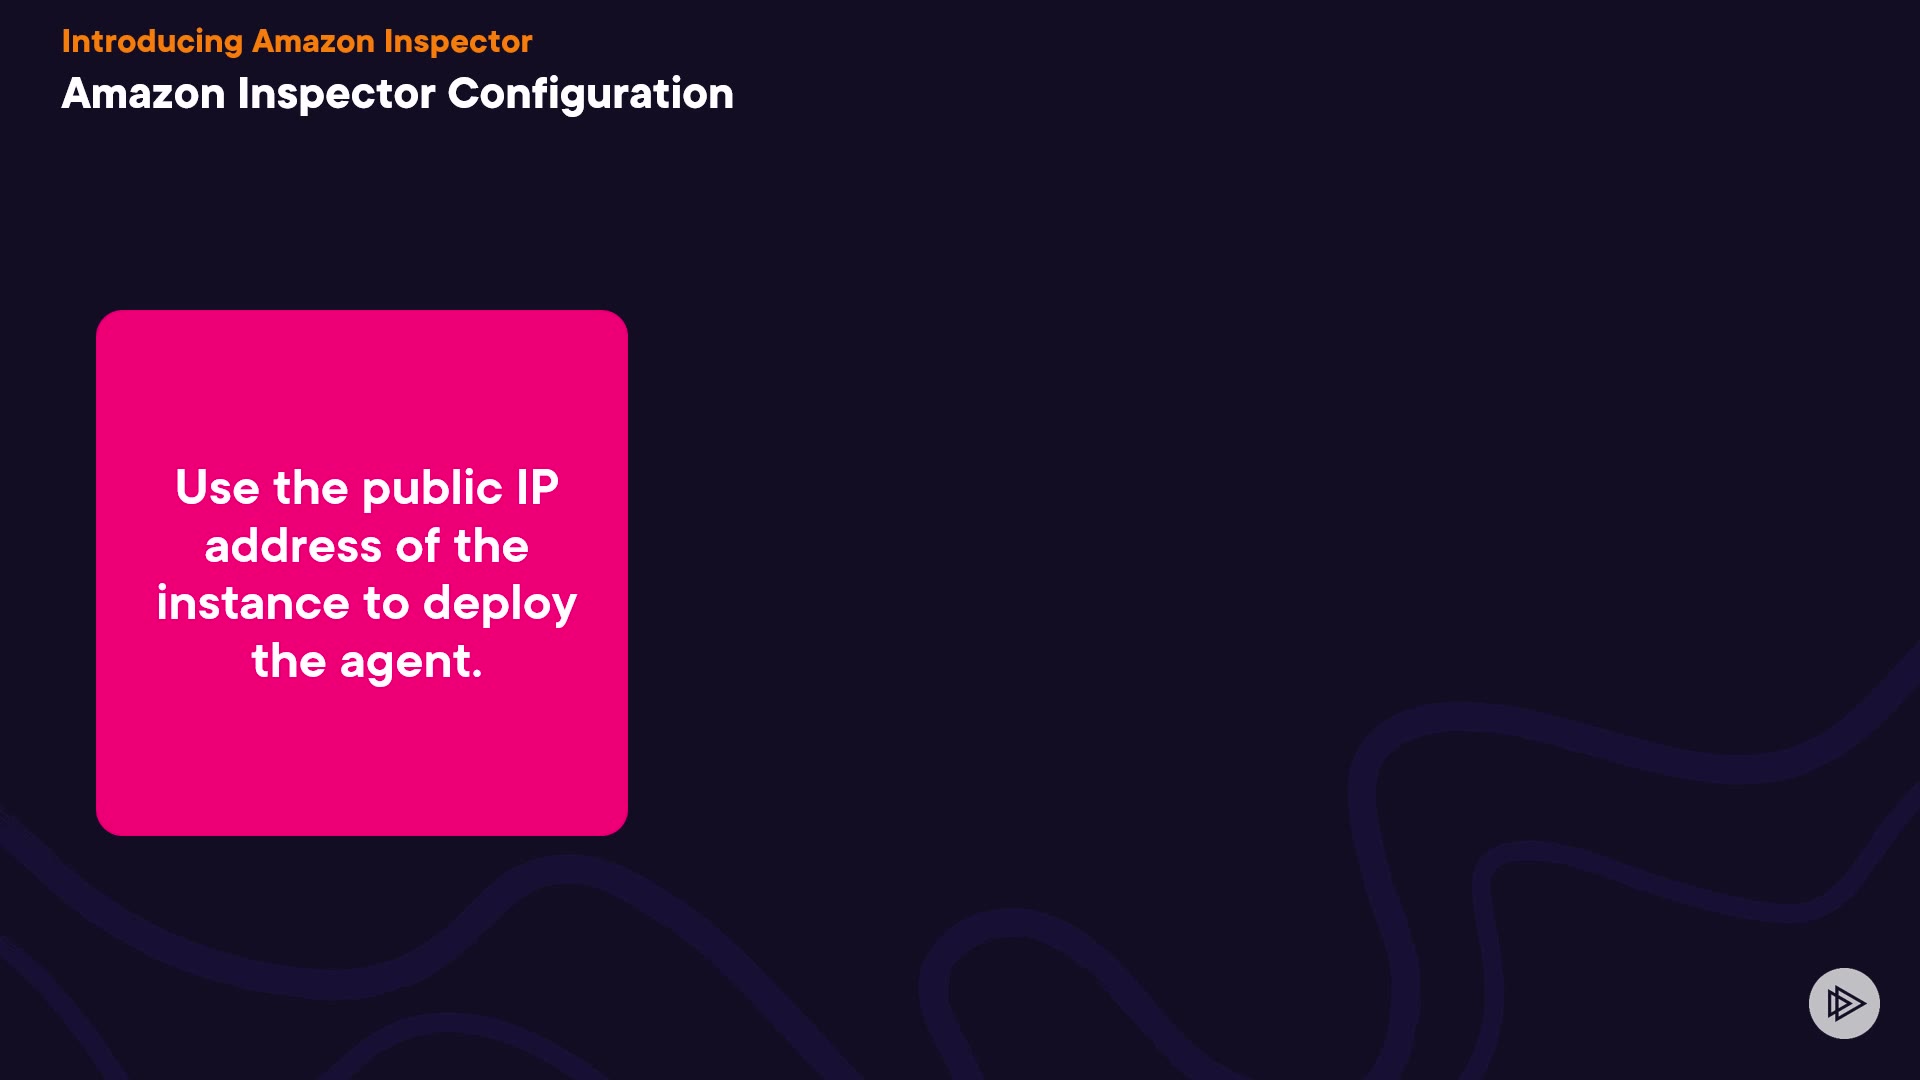 Introducing Amazon Inspector
Amazon Inspector Configuration
Use the public IP
address of the
instance to deploy
the agent.